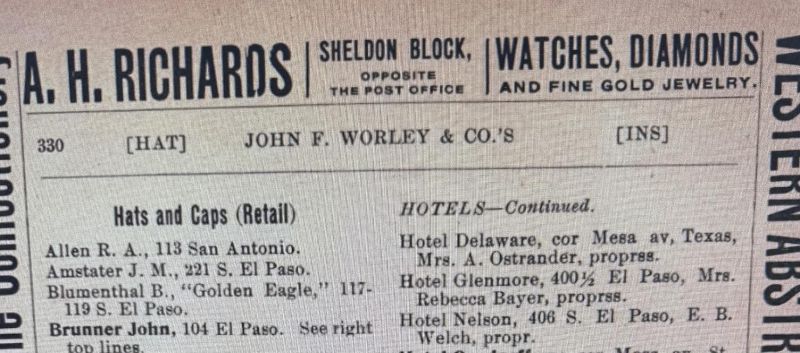 A. H. RICHARDS
SHELDON BLOCK,
OPPOSITE
THE POST OFFICE
WATCHES, DIAMONDS
AND FINE GOLD JEWELRY.
330 [HAT] JOHN F. WORLEY & CO.'S [INS]
Hats and Caps (Retail)
Allen R. A., 113 San Antonio.
Amstater J. M., 221 S. El Paso.
Blumenthal B., "Golden Eagle," 117-
119 S. El Paso.
Brunner John, 104 El Paso. See right
top lines.
HOTELS—Continued.
Hotel Delaware, cor Mesa av, Texas,
Mrs. A. Ostrander, proprss.
Hotel Glenmore, 400½ El Paso, Mrs.
Rebecca Bayer, proprss.
Hotel Nelson, 406 S. El Paso, E. B.
Welch, propr.
WESTERN ABSTR